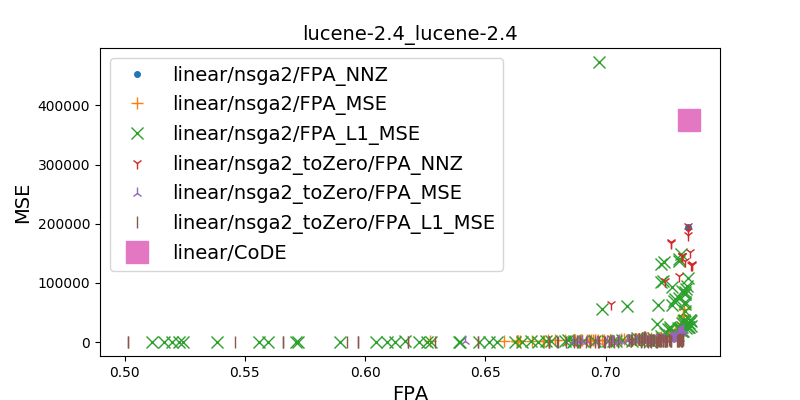 lucene-2.4_lucene-2.4
linear/nsga2/FPA_NNZ
linear/nsga2/FPA_MSE
linear/nsga2/FPA_L1_MSE
linear/nsga2_toZero/FPA_NNZ
linear/nsga2_toZero/FPA_MSE
linear/nsga2_toZero/FPA_L1_MSE
linear/CoDE
MSE
400000
300000
200000
100000
0
0.50 0.55 0.60 0.65 0.70
FPA